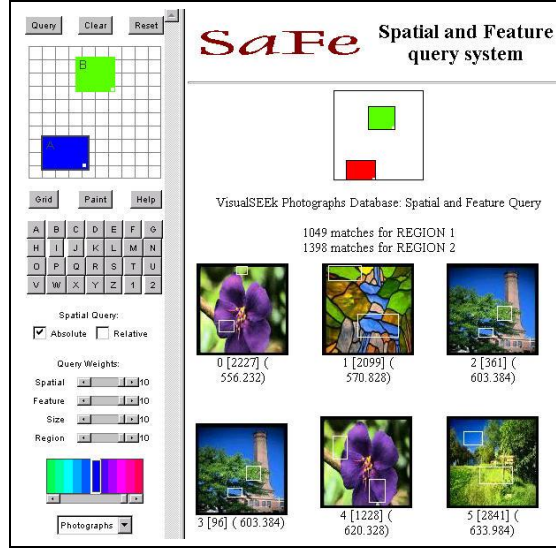 Query Clear Reset
B
A
Grid Paint Help
A B C D E F G
H I J K L M N
O P Q R S T U
V W X Y Z 1 2
Spatial Query:
Absolute Relative
Query Weights:
Spatial 10
Feature 10
Size 10
Region 10
Photographs
SaFe
Spatial and Feature
query system
VisualSEEk Photographs Database: Spatial and Feature Query
1049 matches for REGION 1
1398 matches for REGION 2
0 [2227] (
556.232)
1 [2099] (
570.828)
2 [361] (
603.384)
3 [96] ( 603.384)
4 [1228] (
620.328)
5 [2841] (
633.984)